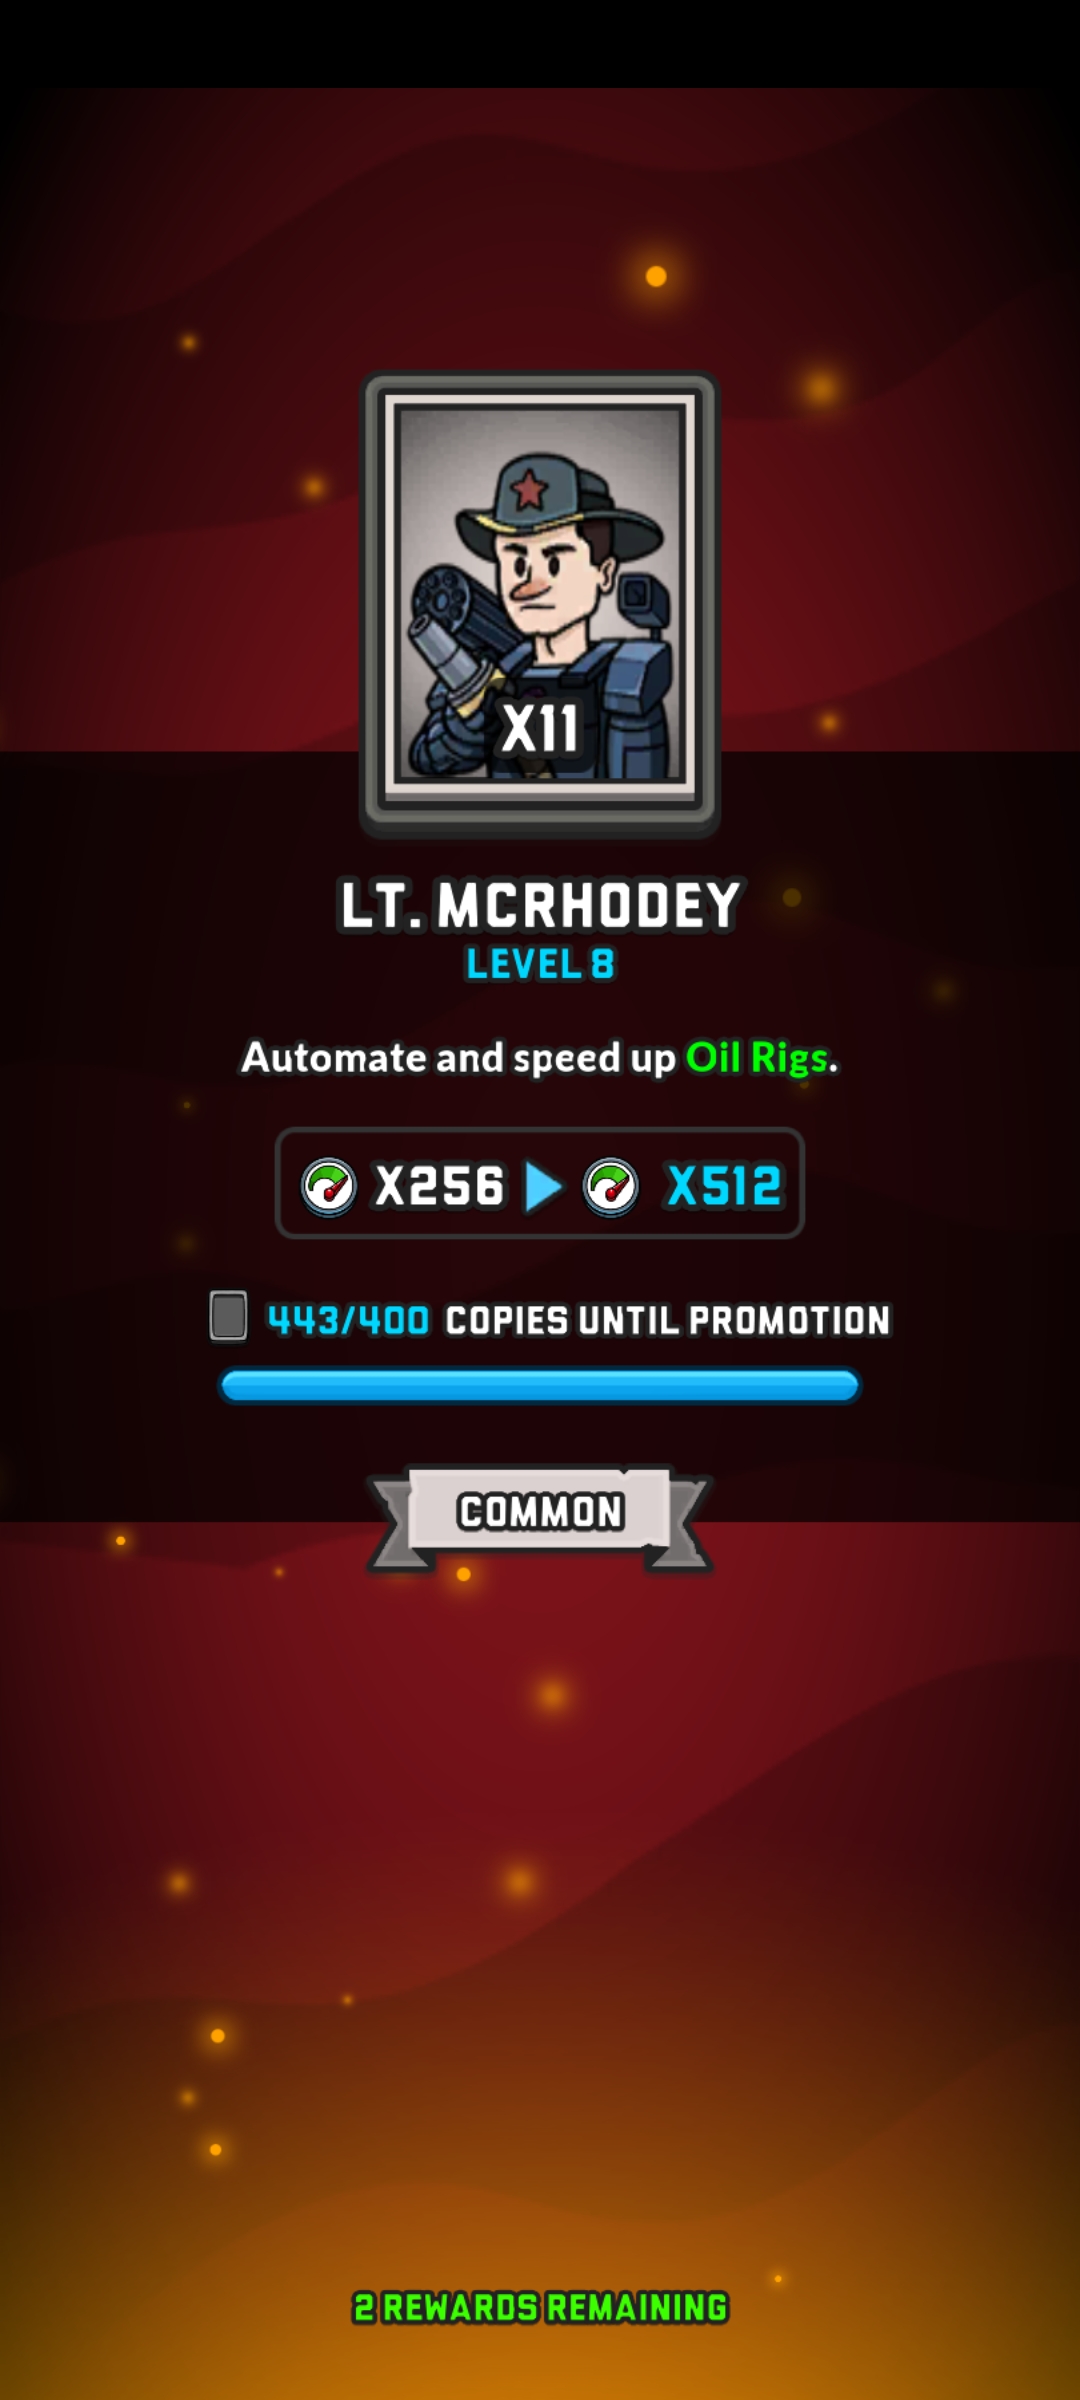 X11
LT. MCRHODEY
LEVEL 8
Automate and speed up Oil Rigs.
X256 X512
443/400 COPIES UNTIL PROMOTION
COMMON
2 REWARDS REMAINING